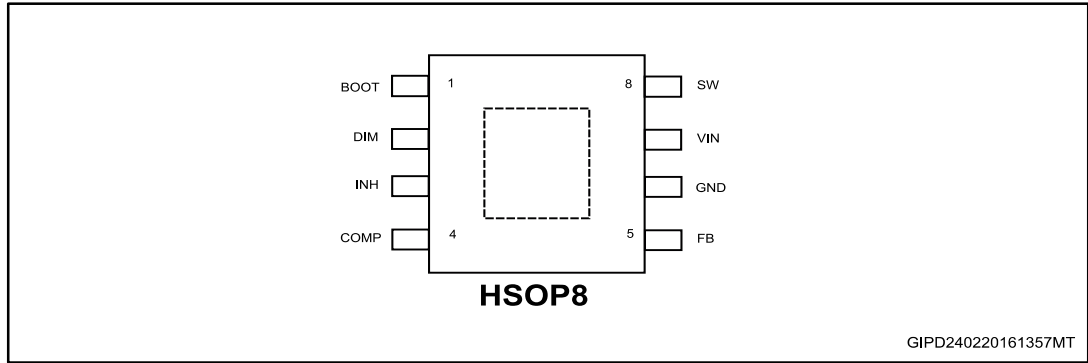 BOOT 1 8 SW
DIM VIN
INH GND
COMP 4 5 FB
HSOP8
GIPD240220161357MT